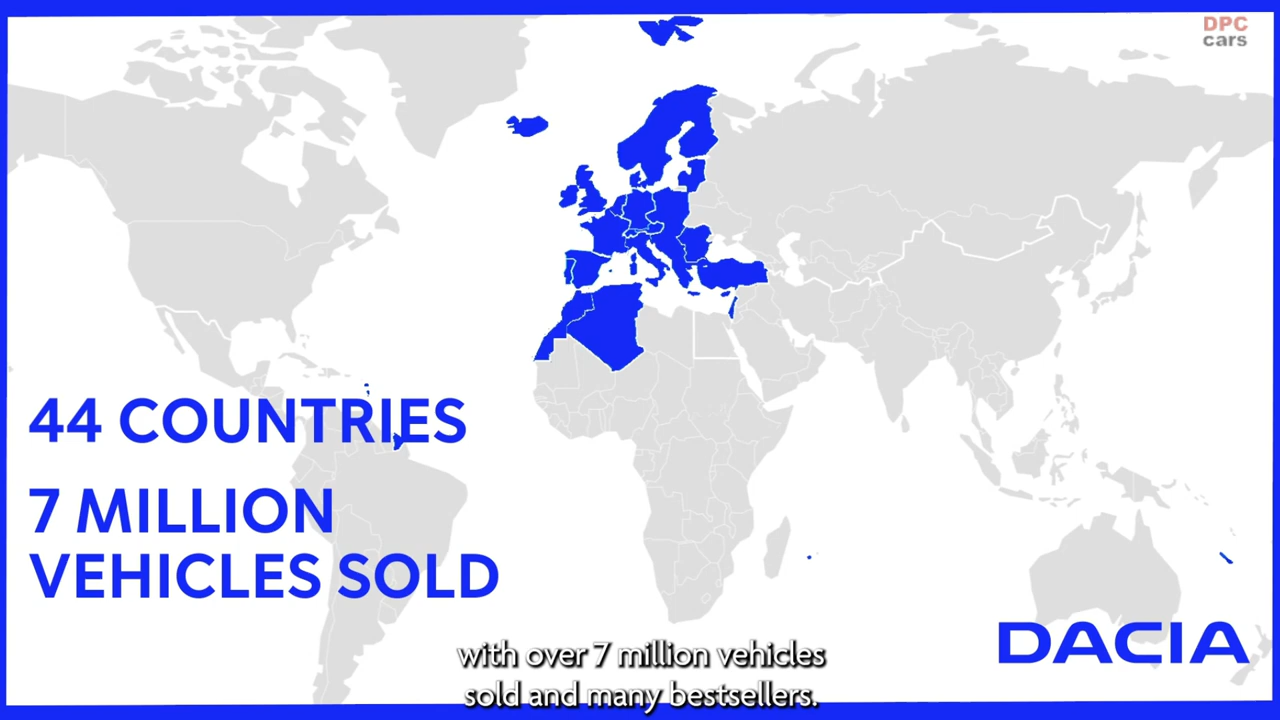 DPC
cars
44 COUNTRIES
7 MILLION
VEHICLES SOLD
DACIA
with over 7 million vehicles
sold and many bestsellers.